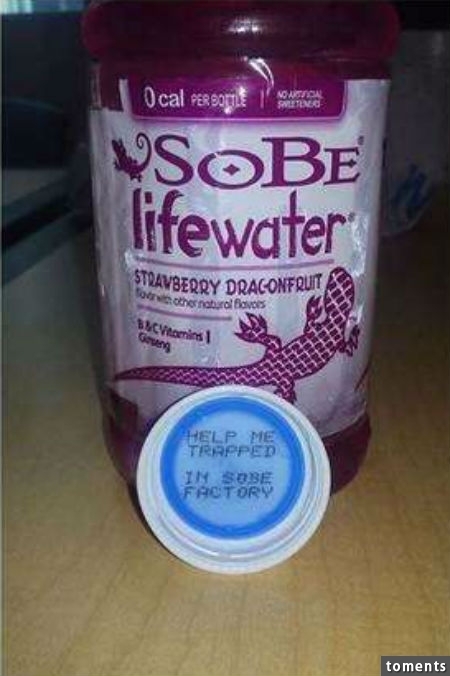 0 cal PER BOTTLE | NO ARTIFICIAL
SWEETENERS
SoBe®
lifewater®
STRAWBERRY DRAGONFRUIT
flavor with other natural flavors
B & C Vitamins |
Ginseng
HELP ME
TRAPPED
IN SOBE
FACTORY
toments